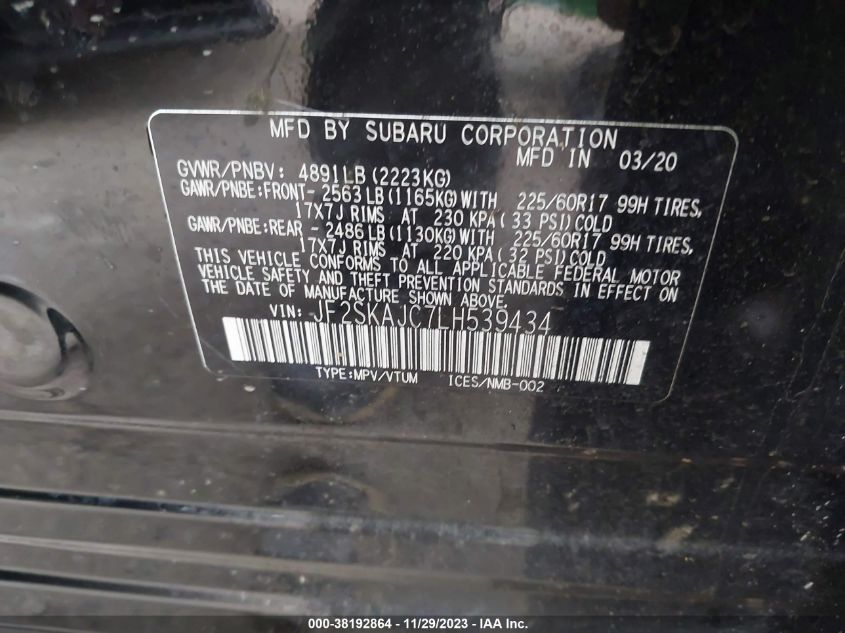 MFD BY SUBARU CORPORATION
MFD IN 03/20
GVWR/PNBV: 4891LB (2223KG)
GAWR/PNBE:FRONT- 2563 LB (1165KG) WITH 225/60R17 99H TIRES,
17X7J RIMS AT 230 KPA( 33 PSI)COLD
GAWR/PNBE:REAR - 2486 LB (1130KG) WITH 225/60R17 99H TIRES,
17X7J RIMS AT 220 KPA( 32 PSI)COLD
THIS VEHICLE CONFORMS TO ALL APPLICABLE FEDERAL MOTOR
VEHICLE SAFETY AND THEFT PREVENTION STANDARDS IN EFFECT ON
THE DATE OF MANUFACTURE SHOWN ABOVE.
VIN: JF2SKAJC7LH539434
TYPE:MPV/VTUM ICES/NMB-002
000-38192864 - 11/29/2023 - IAA Inc.